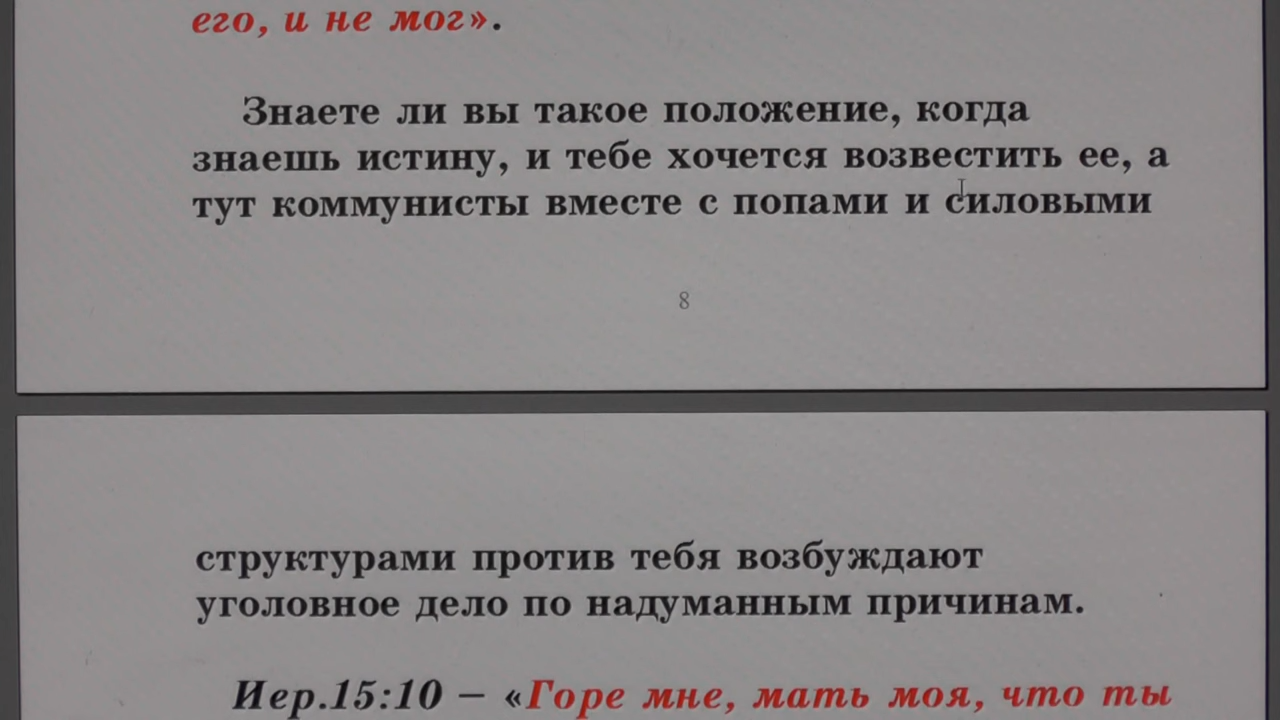 его, и не мог».
Знаете ли вы такое положение, когда
знаешь истину, и тебе хочется возвестить ее, а
тут коммунисты вместе с попами и силовыми
8
структурами против тебя возбуждают
уголовное дело по надуманным причинам.
Иер.15:10 – «Горе мне, мать моя, что ты